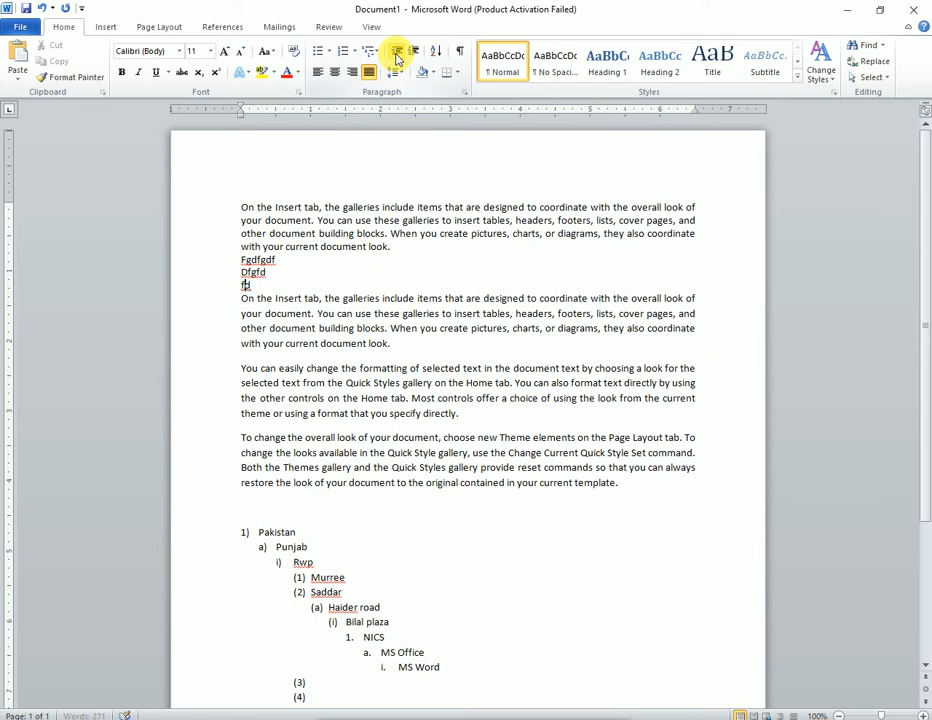 Document1 - Microsoft Word (Product Activation Failed)
File Home Insert Page Layout References Mailings Review View
Cut
Copy
Format Painter
Paste
Calibri (Body) 11
AaBbCcDc AaBbCcDc AaBbCc AaBbCc AaB AaBbCc.
¶ Normal ¶ No Spaci... Heading 1 Heading 2 Title Subtitle
Change
Styles
Find
Replace
Select
Clipboard Font Paragraph Styles Editing
On the Insert tab, the galleries include items that are designed to coordinate with the overall look of
your document. You can use these galleries to insert tables, headers, footers, lists, cover pages, and
other document building blocks. When you create pictures, charts, or diagrams, they also coordinate
with your current document look.
Fgdfgdf
Dfgfd
On the Insert tab, the galleries include items that are designed to coordinate with the overall look of
your document. You can use these galleries to insert tables, headers, footers, lists, cover pages, and
other document building blocks. When you create pictures, charts, or diagrams, they also coordinate
with your current document look.
You can easily change the formatting of selected text in the document text by choosing a look for the
selected text from the Quick Styles gallery on the Home tab. You can also format text directly by using
the other controls on the Home tab. Most controls offer a choice of using the look from the current
theme or using a format that you specify directly.
To change the overall look of your document, choose new Theme elements on the Page Layout tab. To
change the looks available in the Quick Style gallery, use the Change Current Quick Style Set command.
Both the Themes gallery and the Quick Styles gallery provide reset commands so that you can always
restore the look of your document to the original contained in your current template.
1) Pakistan
a) Punjab
i) Rwp
(1) Murree
(2) Saddar
(a) Haider road
(i) Bilal plaza
1. NICS
a. MS Office
i. MS Word
(3)
(4)
Page: 1 of 1 Words: 271 100%